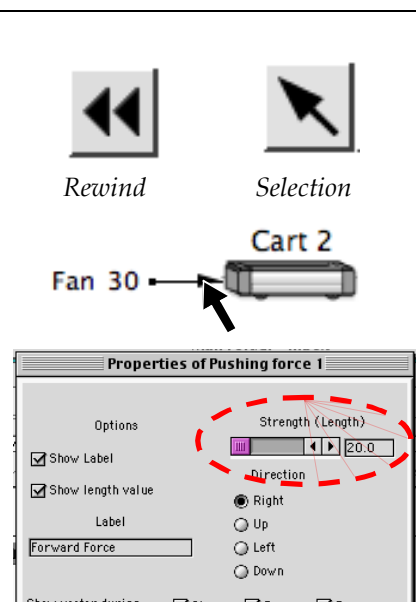 Rewind Selection
Cart 2
Fan 30
Properties of Pushing force 1
Options Strength (Length)
Show Label 20.0
Direction
Show length value Right
Label Up
Forward Force Left
Down